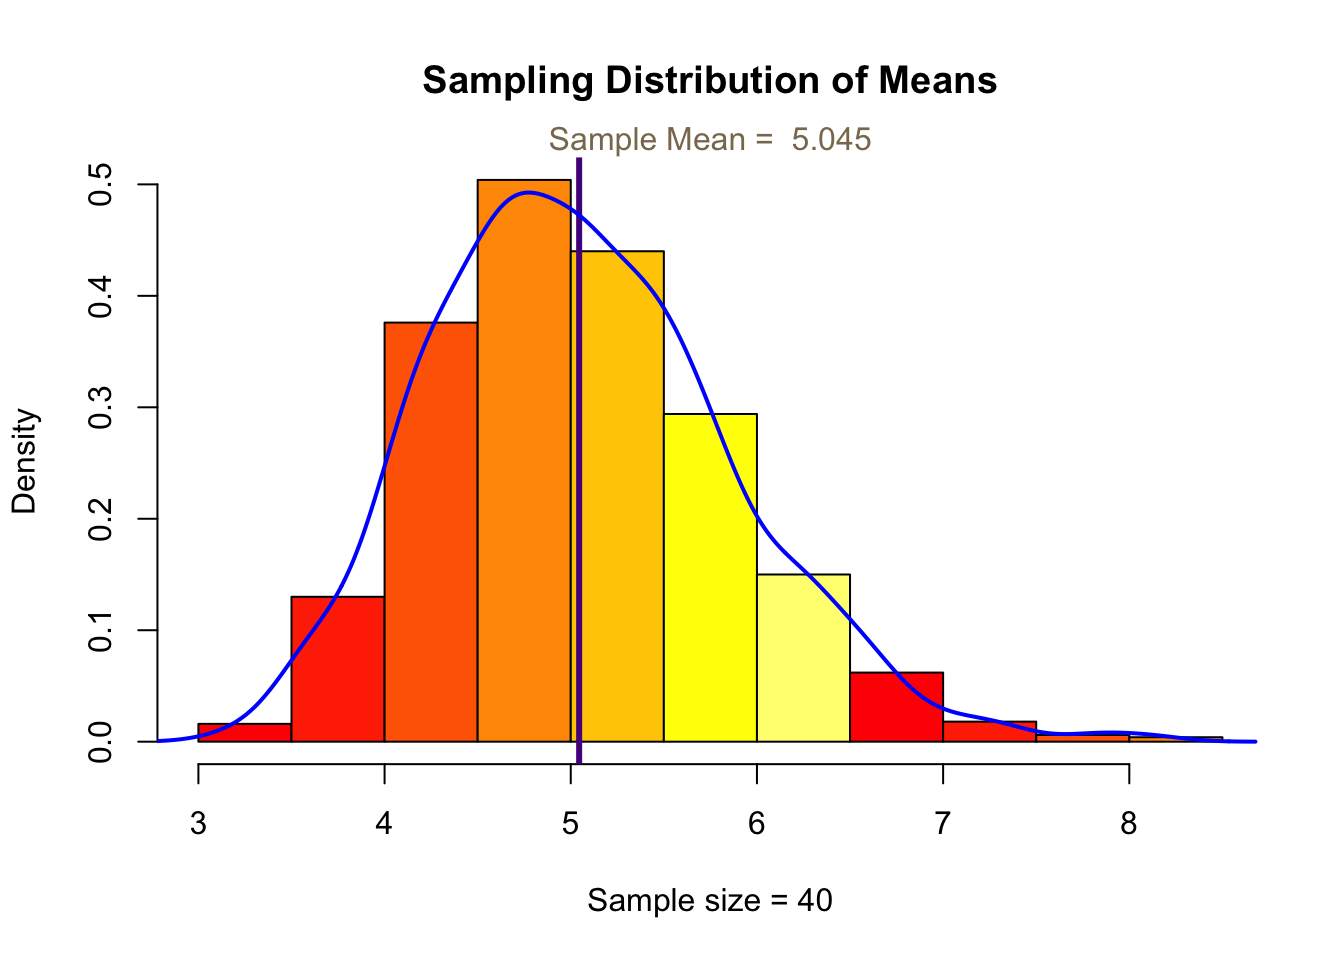 Sampling Distribution of Means
Sample Mean =  5.045
Density
0.5
0.4
0.3
0.2
0.1
0.0
3 4 5 6 7 8
Sample size = 40